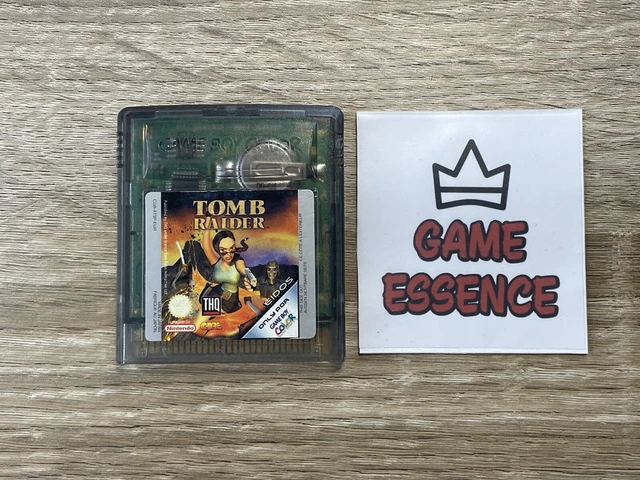 GAME BOY COLOR
TOMB
RAIDER
THQ
EIDOS
ONLY FOR
GAME BOY
COLOR
Nintendo
GAME
ESSENCE